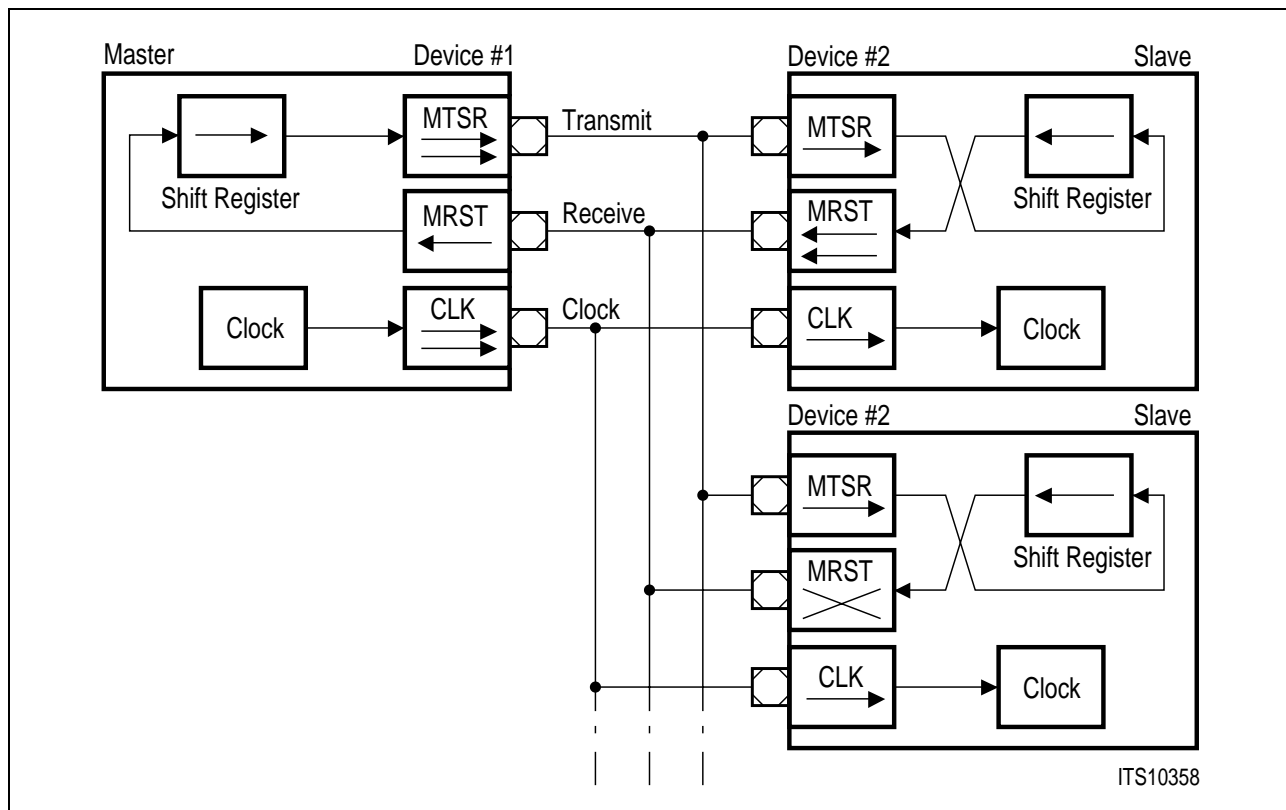 Master Device #1
MTSR
Transmit
Shift Register
MRST
Receive
Clock
CLK
Clock
Device #2 Slave
MTSR
Shift Register
MRST
CLK
Clock
Device #2 Slave
MTSR
Shift Register
MRST
CLK
Clock
ITS10358